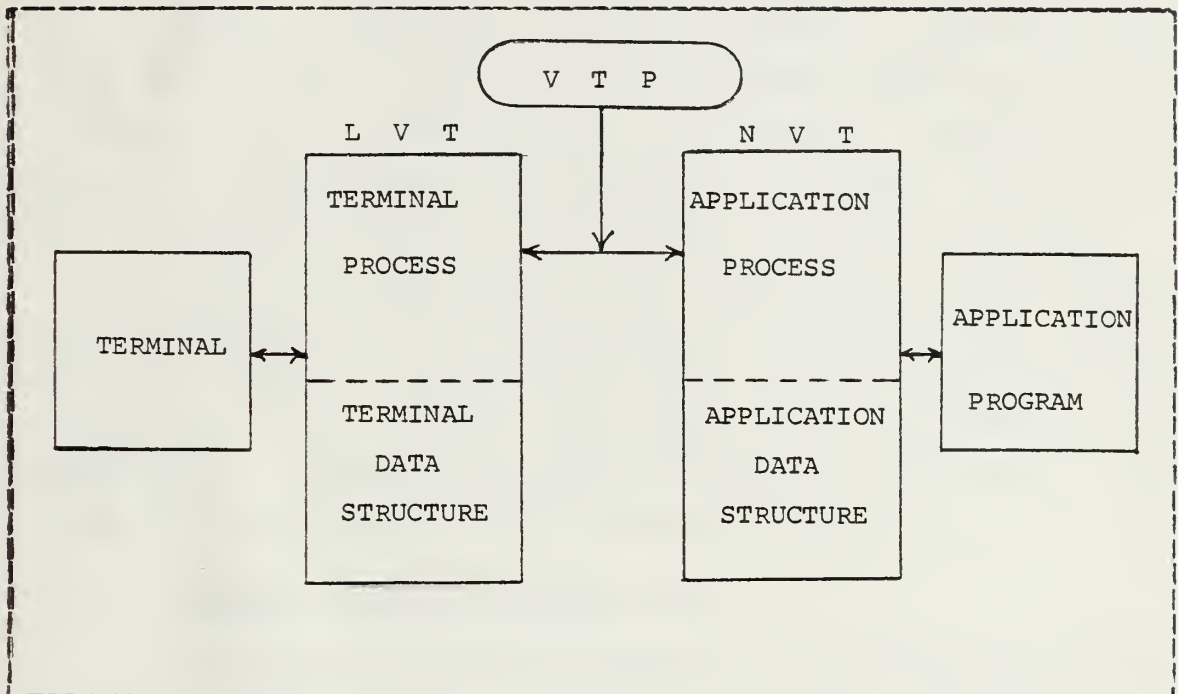 V T P
L V T
N V T
TERMINAL
PROCESS
TERMINAL
DATA
STRUCTURE
APPLICATION
PROCESS
APPLICATION
DATA
STRUCTURE
TERMINAL
APPLICATION
PROGRAM